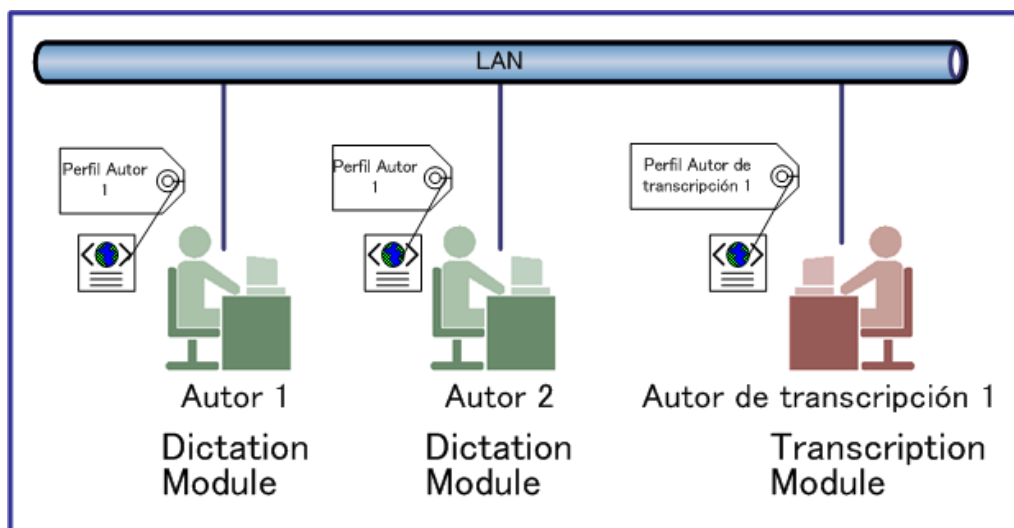 LAN
Perfil Autor
1
Perfil Autor
1
Perfil Autor de
transcripción 1
Autor 1
Autor 2
Autor de transcripción 1
Dictation
Module
Dictation
Module
Transcription
Module